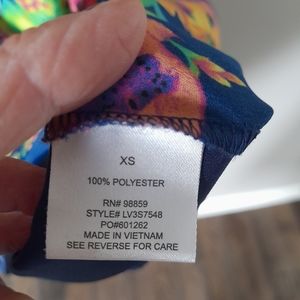 XS
100% POLYESTER
RN# 98859
STYLE# LV3S7548
PO#601262
MADE IN VIETNAM
SEE REVERSE FOR CARE